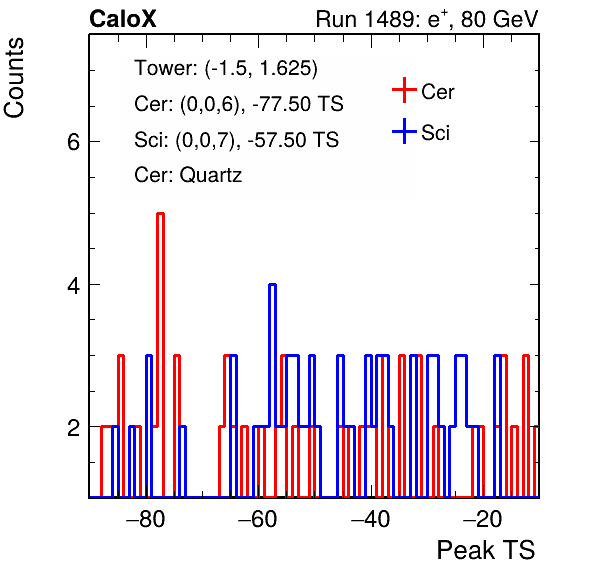 CaloX Run 1489: e⁺, 80 GeV
Counts
Tower: (-1.5, 1.625)
Cer: (0,0,6), -77.50 TS
Sci: (0,0,7), -57.50 TS
Cer: Quartz
Cer
Sci
6
4
2
−80 −60 −40 −20
Peak TS